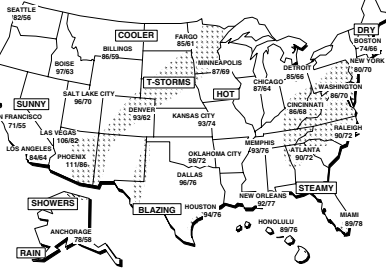 SEATTLE
82/56
COOLER
FARGO
85/61
DRY
BOSTON
74/66
BILLINGS
86/59
BOISE
97/63
MINNEAPOLIS
87/69
NEW YORK
80/70
DETROIT
85/66
T-STORMS
CHICAGO
87/64
WASHINGTON
86/70
SALT LAKE CITY
96/70
HOT
SUNNY
DENVER
93/62
CINCINNATI
86/68
KANSAS CITY
93/74
N FRANCISCO
71/55
RALEIGH
90/72
LAS VEGAS
106/82
MEMPHIS
93/76
LOS ANGELES
84/64
OKLAHOMA CITY
98/72
ATLANTA
90/72
PHOENIX
111/86
DALLAS
96/76
STEAMY
NEW ORLEANS
92/77
SHOWERS
BLAZING
HOUSTON
94/76
MIAMI
89/78
HONOLULU
89/76
ANCHORAGE
78/58
RAIN